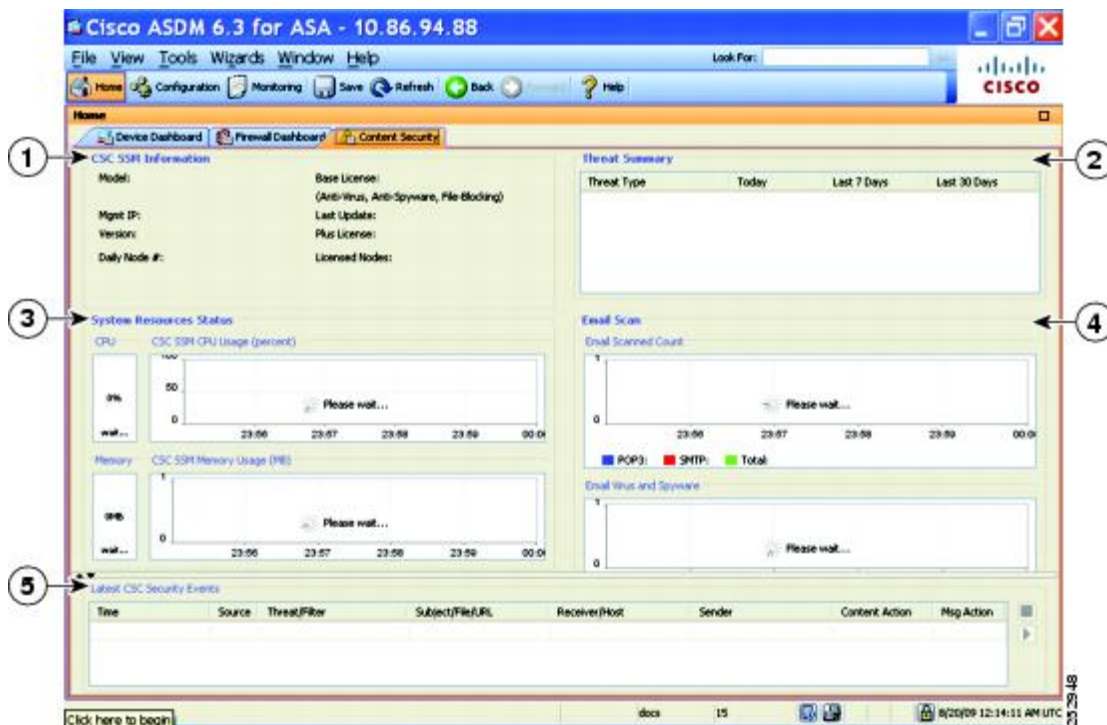 Cisco ASDM 6.3 for ASA - 10.86.94.88
File View Tools Wizards Window Help
Look For:
Home Configuration Monitoring Save Refresh Back Help
CISCO
Home
Device Dashboard Firewall Dashboard Content Security
1
CSC SSM Information
Model:
Base License:
(Anti-Virus, Anti-Spyware, File-Blocking)
Mgmt IP:
Last Update:
Version:
Plus License:
Daily Node #:
Licensed Nodes:
2
Threat Summary
Threat Type Today Last 7 Days Last 30 Days
3
System Resources Status
CPU
0%
wait...
CSC SSM CPU Usage (percent)
100
50
0
Please wait...
23:56 23:57 23:58 23:59 00:0
Memory
0MB
wait...
CSC SSM Memory Usage (MB)
1
0
Please wait...
23:56 23:57 23:58 23:59 00:0
4
Email Scan
Email Scanned Count
1
0
Please wait...
23:56 23:57 23:58 23:59 00:0
POP3: SMTP: Total:
Email Virus and Spyware
1
0
Please wait...
5
Latest CSC Security Events
Time Source Threat/Filter Subject/File/URL Receiver/Host Sender Content Action Msg Action
Click here to begin
docs 15 8/20/09 12:14:11 AM UTC
252948